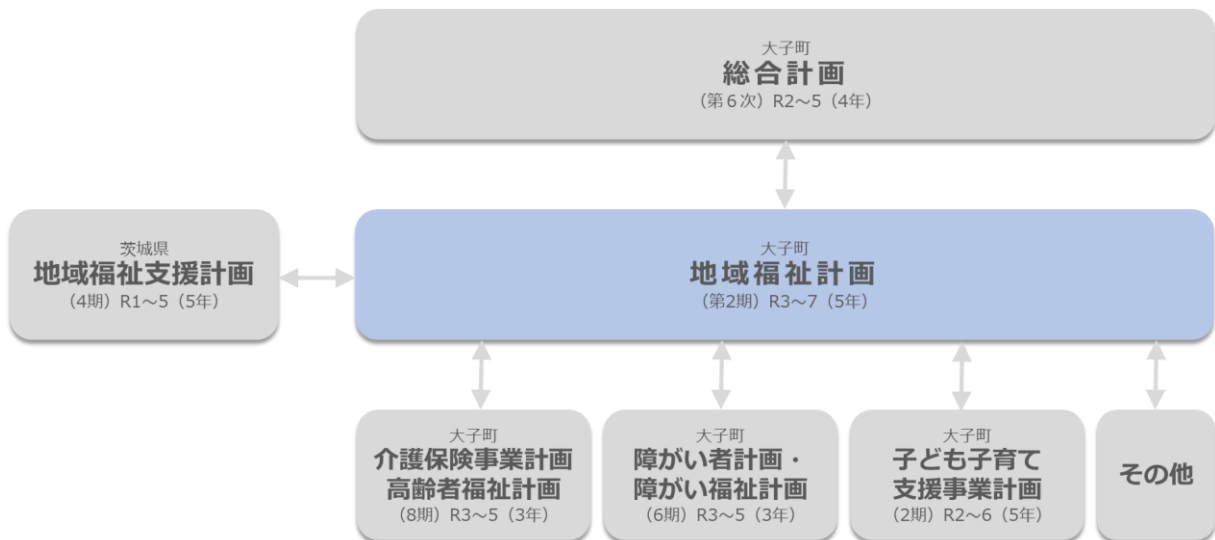 大子町
総合計画
（第６次）R2～5（4年）
茨城県
地域福祉支援計画
（4期）R1～5（5年）
大子町
地域福祉計画
（第2期）R3～7（5年）
大子町
介護保険事業計画
高齢者福祉計画
（8期）R3～5（3年）
大子町
障がい者計画・
障がい福祉計画
（6期）R3～5（3年）
大子町
子ども子育て
支援事業計画
（2期）R2～6（5年）
その他